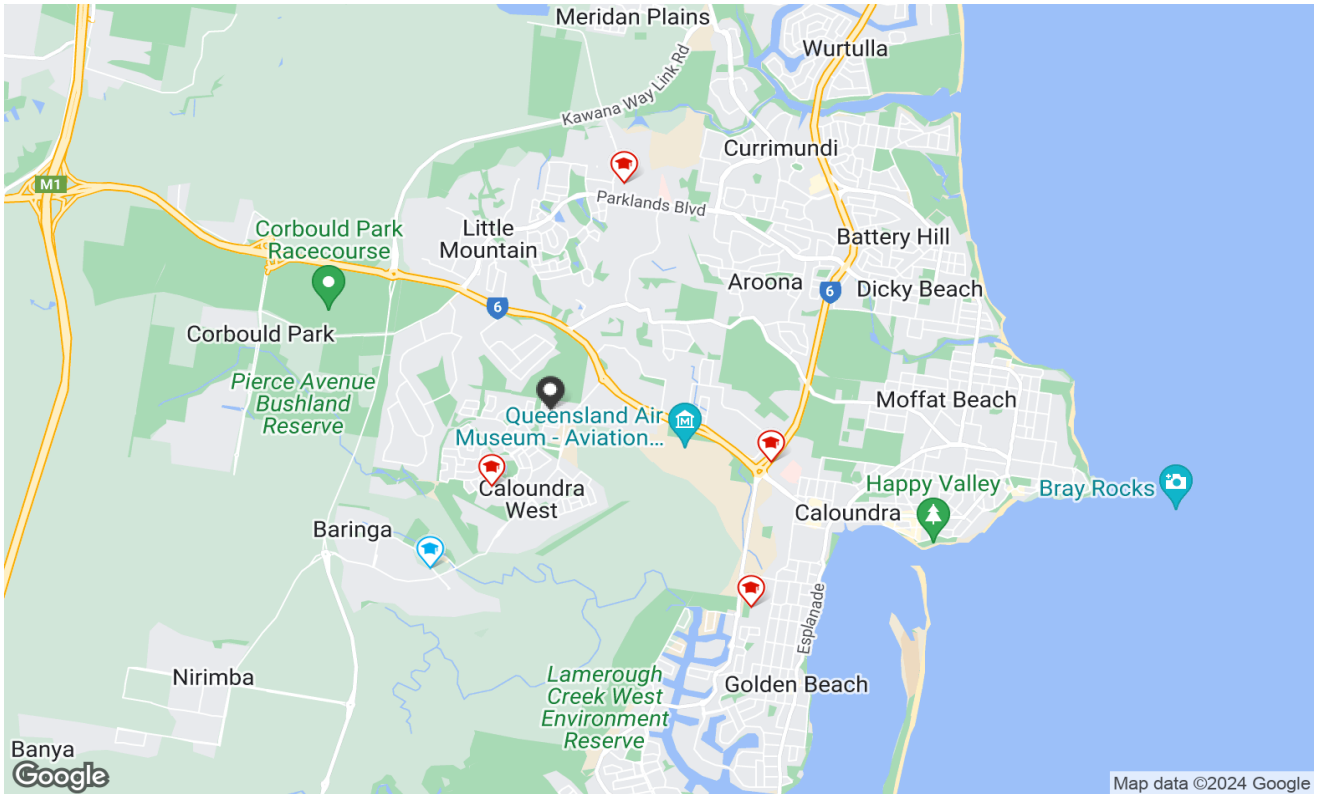 Meridan Plains
Wurtulla
Kawana Way Link Rd
Currimundi
M1
Parklands Blvd
Corbould Park
Racecourse
Little
Mountain
Battery Hill
Aroona
6
Dicky Beach
6
Corbould Park
Pierce Avenue
Bushland
Reserve
Moffat Beach
Queensland Air
Museum - Aviation...
M
Happy Valley
Bray Rocks
Caloundra
West
Caloundra
Baringa
Esplanade
Nirimba
Lamerough
Creek West
Environment
Reserve
Golden Beach
Banya
Google
Map data ©2024 Google